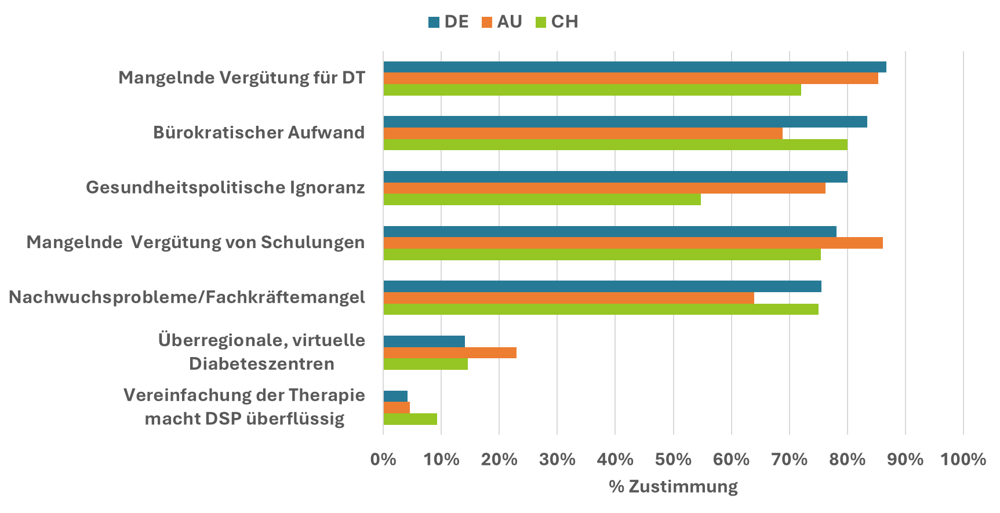 DE AU CH
Mangelnde Vergütung für DT
Bürokratischer Aufwand
Gesundheitspolitische Ignoranz
Mangelnde  Vergütung von Schulungen
Nachwuchsprobleme/Fachkräftemangel
Überregionale, virtuelle
Diabeteszentren
Vereinfachung der Therapie
macht DSP überflüssig
0% 10% 20% 30% 40% 50% 60% 70% 80% 90% 100%
% Zustimmung